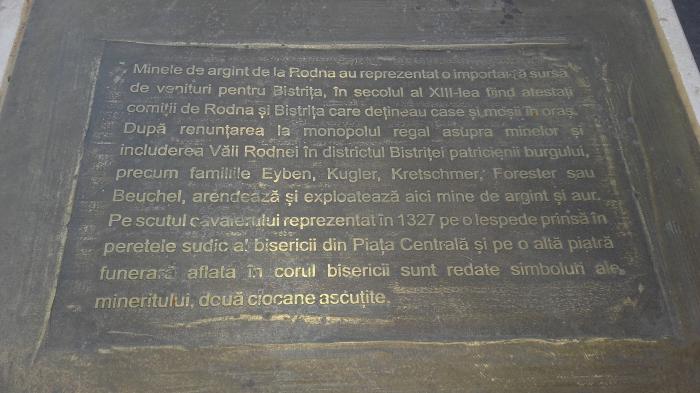 Minele de argint de la Rodna au reprezentat o importantă sursă
de venituri pentru Bistrița, în secolul al XIII-lea fiind atestați
comiții de Rodna și Bistrița care dețineau case și moșii în oraș.
După renunțarea la monopolul regal asupra minelor și
includerea Văii Rodnei în districtul Bistriței patricienii burgului,
precum familiile Eyben, Kugler, Kretschmer, Forester sau
Beuchel, arendează și exploatează aici mine de argint și aur.
Pe scutul cavalerului reprezentat în 1327 pe o lespede prinsă în
peretele sudic al bisericii din Piața Centrală și pe o altă piatră
funerară aflată în corul bisericii sunt redate simboluri ale
mineritului, două ciocane ascuțite.